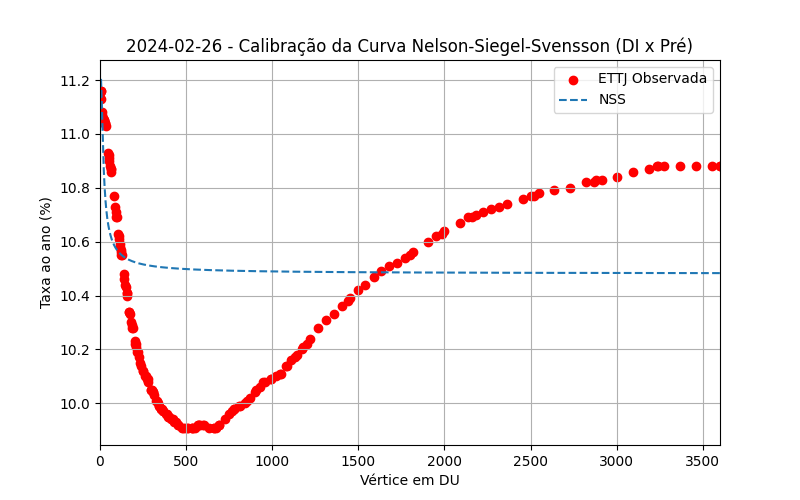 2024-02-26 - Calibração da Curva Nelson-Siegel-Svensson (DI x Pré)
ETTJ Observada
NSS
Taxa ao ano (%)
11.2
11.0
10.8
10.6
10.4
10.2
10.0
0 500 1000 1500 2000 2500 3000 3500
Vértice em DU